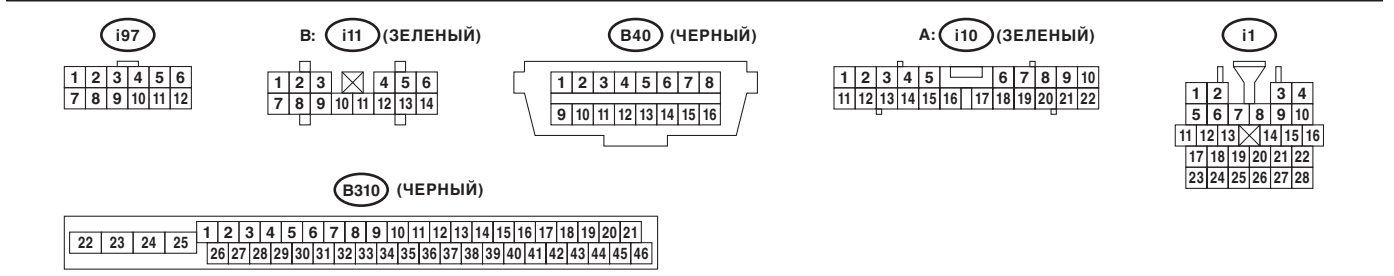 i97
B: i11 (ЗЕЛЕНЫЙ)
B40 (ЧЕРНЫЙ)
A: i10 (ЗЕЛЕНЫЙ)
i1
1 2 3 4 5 6
7 8 9 10 11 12
1 2 3 4 5 6
7 8 9 10 11 12 13 14
1 2 3 4 5 6 7 8
9 10 11 12 13 14 15 16
1 2 3 4 5 6 7 8 9 10
11 12 13 14 15 16 17 18 19 20 21 22
1 2 3 4
5 6 7 8 9 10
11 12 13 14 15 16
17 18 19 20 21 22
23 24 25 26 27 28
B310 (ЧЕРНЫЙ)
22 23 24 25
1 2 3 4 5 6 7 8 9 10 11 12 13 14 15 16 17 18 19 20 21
26 27 28 29 30 31 32 33 34 35 36 37 38 39 40 41 42 43 44 45 46